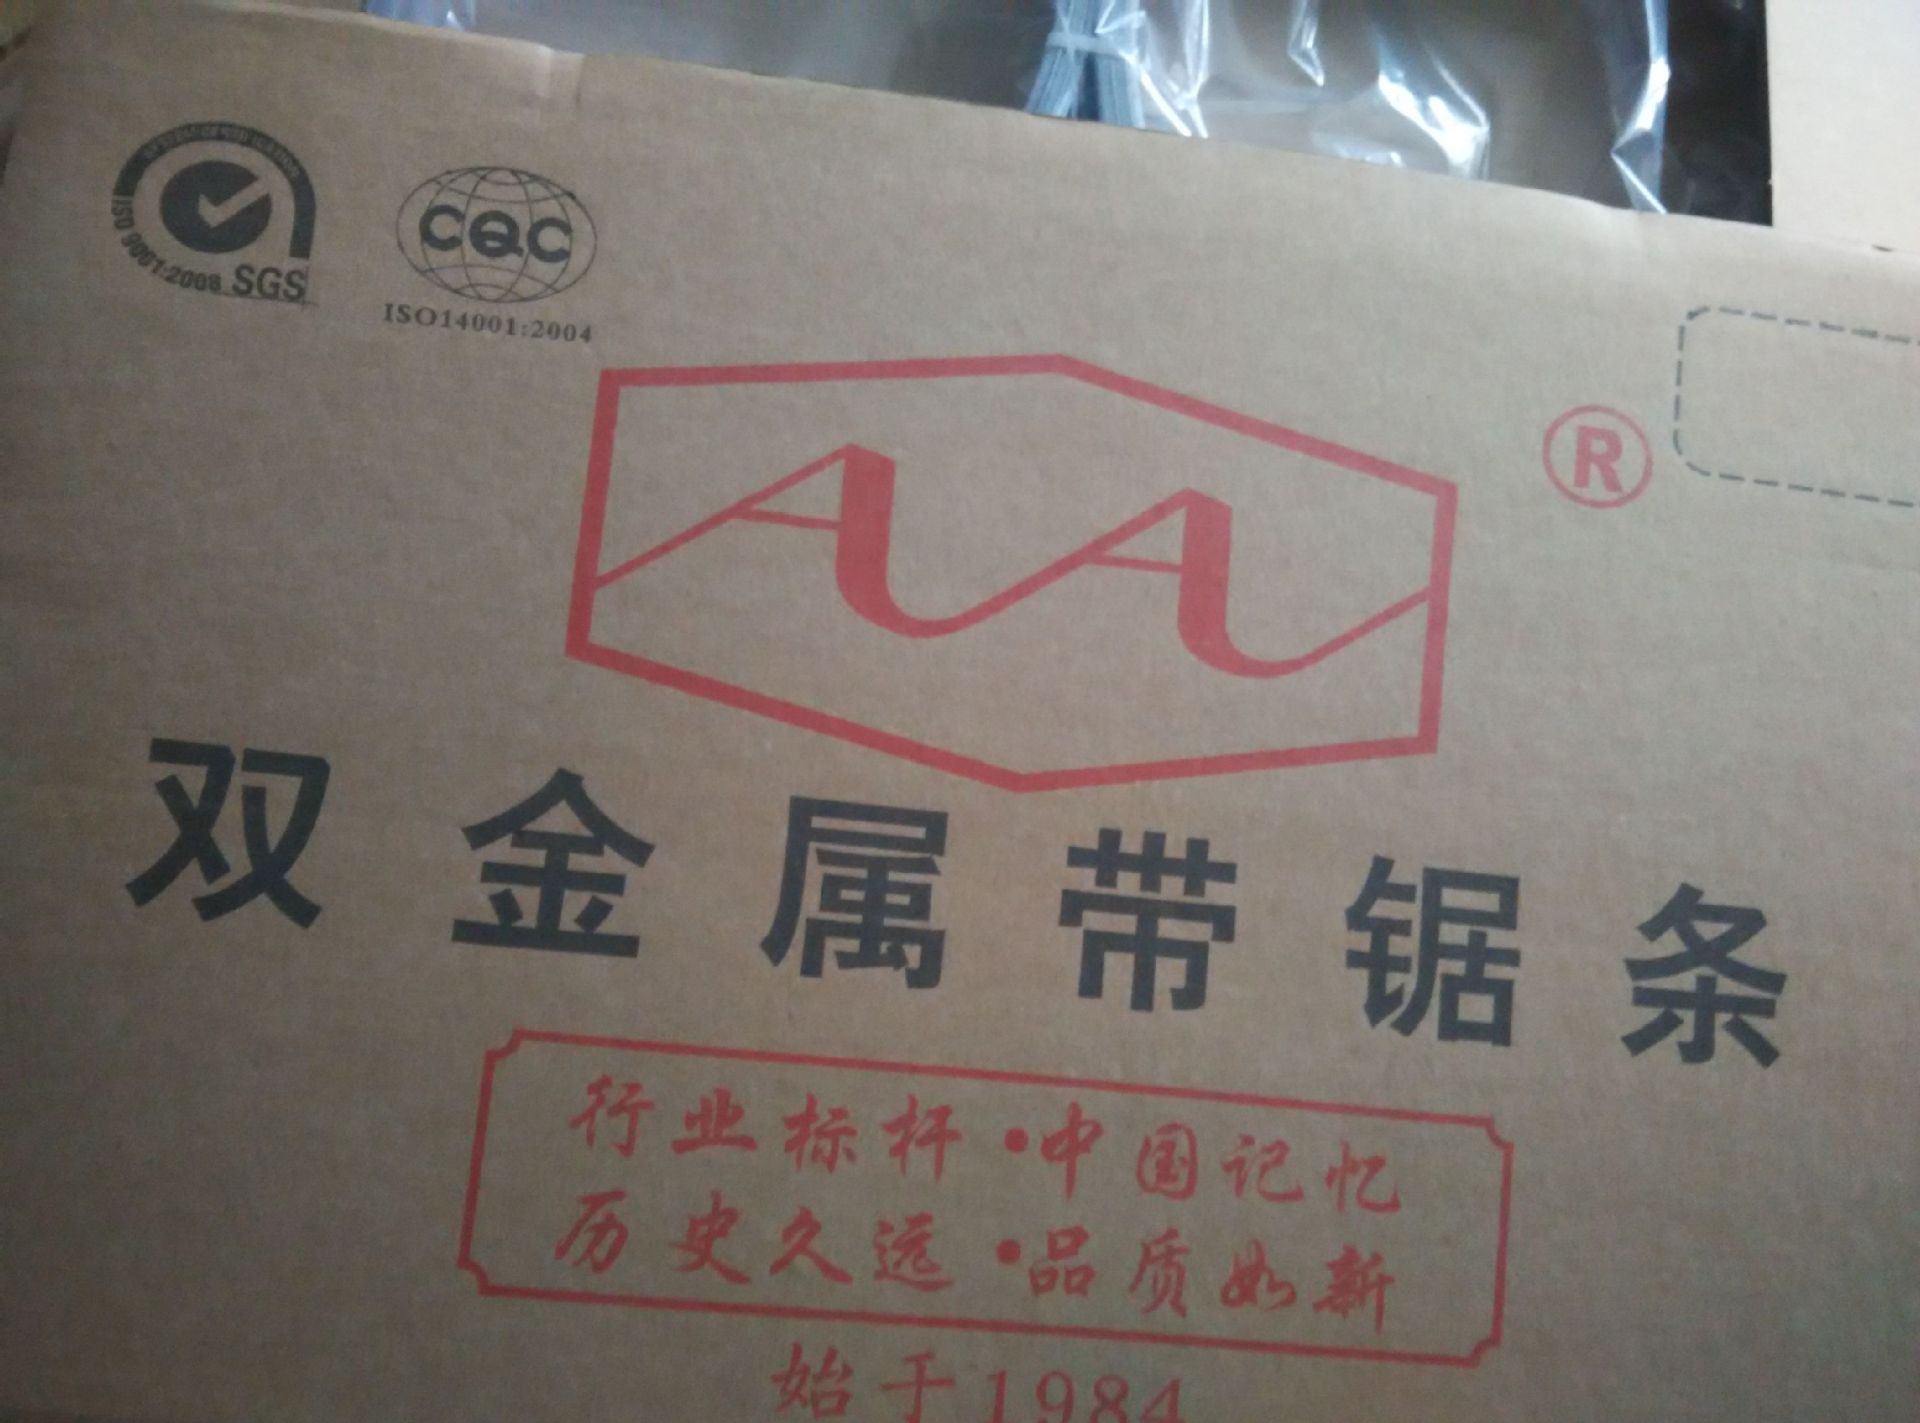 ISO 9001:2008 SGS
CQC
ISO14001:2004
AA
®
双金属带锯条
行业标杆·中国记忆
历史久远·品质如新
始于1984